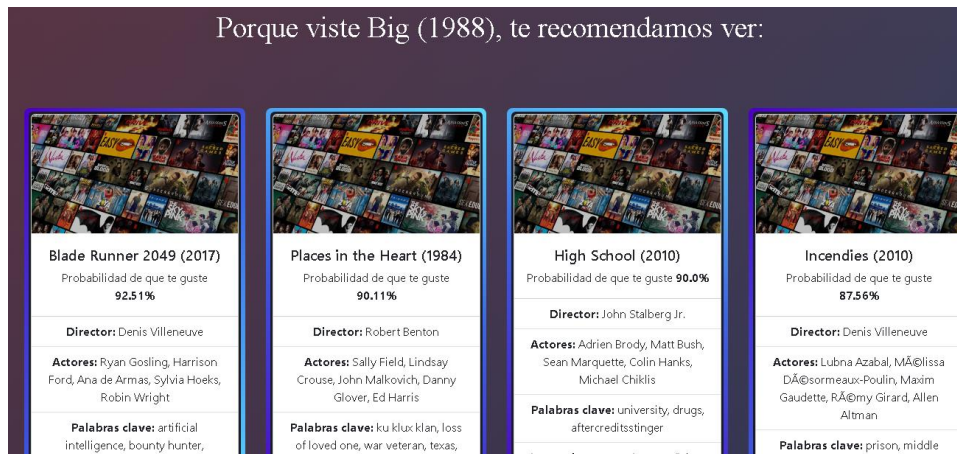 Porque viste Big (1988), te recomendamos ver:
Blade Runner 2049 (2017)
Probabilidad de que te guste
92.51%
Director: Denis Villeneuve
Actores: Ryan Gosling, Harrison
Ford, Ana de Armas, Sylvia Hoeks,
Robin Wright
Palabras clave: artificial
intelligence, bounty hunter,
Places in the Heart (1984)
Probabilidad de que te guste
90.11%
Director: Robert Benton
Actores: Sally Field, Lindsay
Crouse, John Malkovich, Danny
Glover, Ed Harris
Palabras clave: ku klux klan, loss
of loved one, war veteran, texas,
High School (2010)
Probabilidad de que te guste 90.0%
Director: John Stalberg Jr.
Actores: Adrien Brody, Matt Bush,
Sean Marquette, Colin Hanks,
Michael Chiklis
Palabras clave: university, drugs,
aftercreditsstinger
Incendies (2010)
Probabilidad de que te guste
87.56%
Director: Denis Villeneuve
Actores: Lubna Azabal, MÃ©lissa
DÃ©sormeaux-Poulin, Maxim
Gaudette, RÃ©my Girard, Allen
Altman
Palabras clave: prison, middle